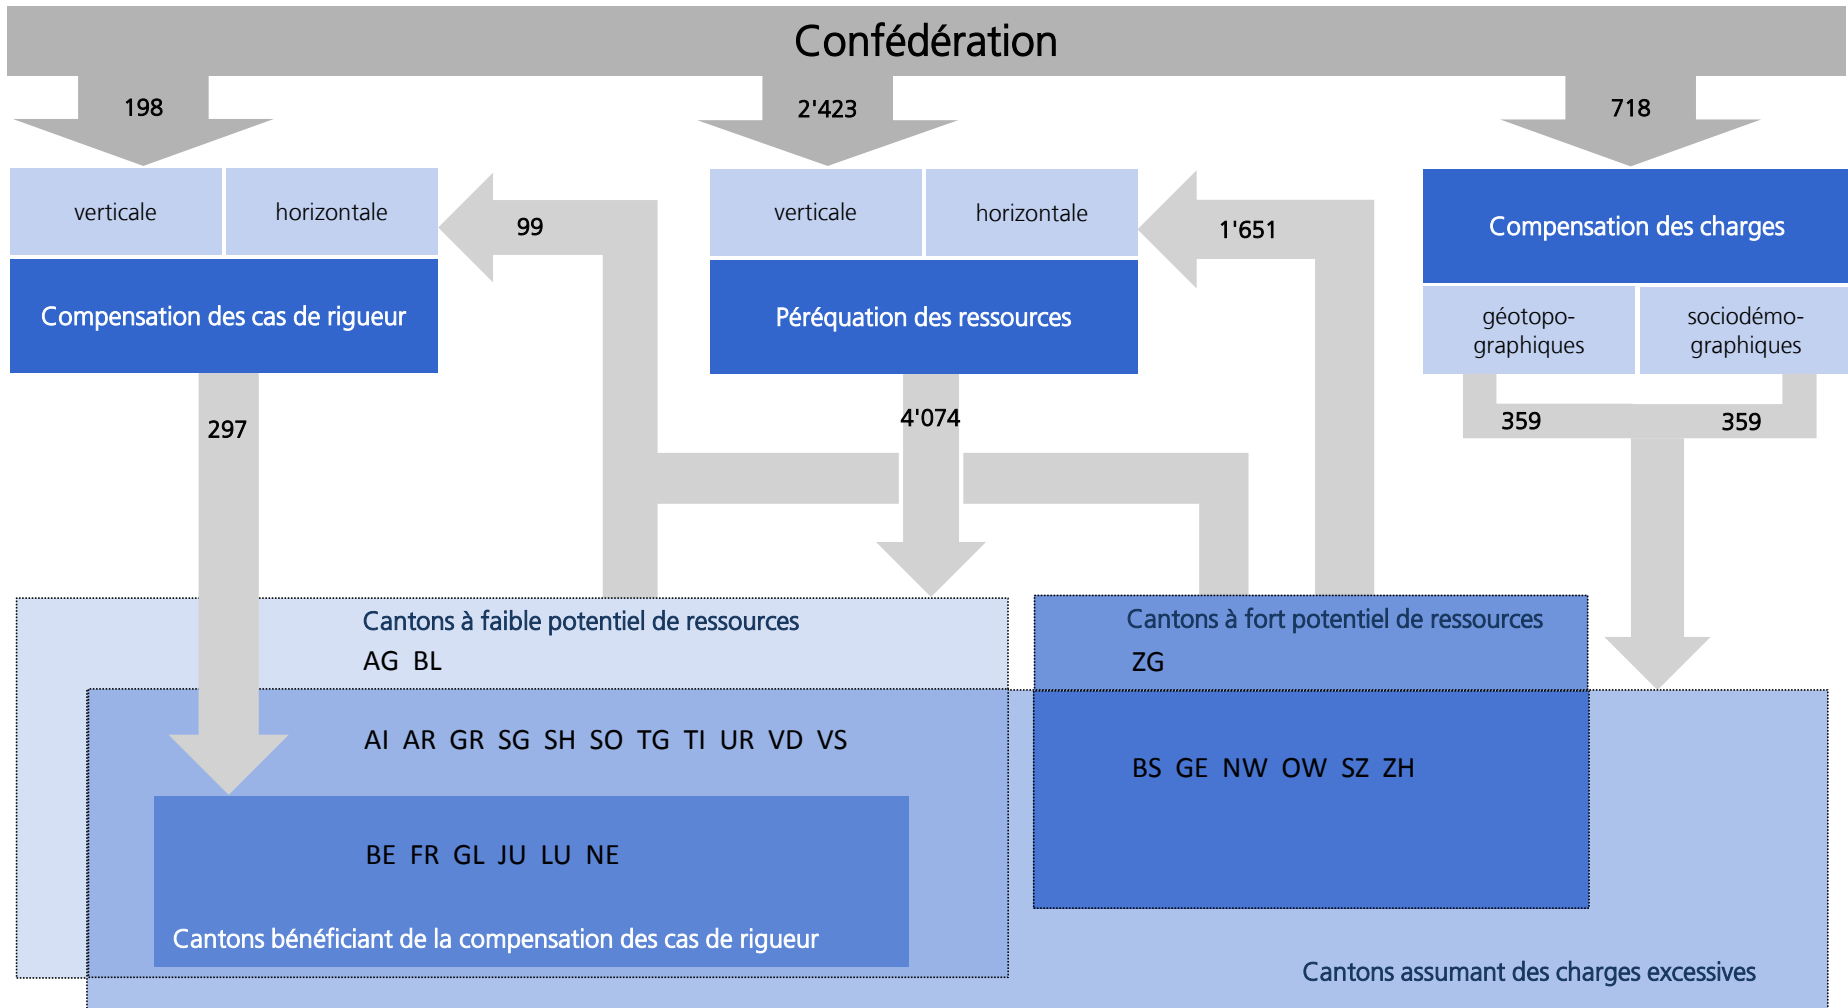 Confédération
198
2'423
718
verticale
horizontale
99
verticale
horizontale
1'651
Compensation des charges
Compensation des cas de rigueur
Péréquation des ressources
géotopo-
graphiques
sociodémo-
graphiques
297
4'074
359
359
Cantons à faible potentiel de ressources
AG BL
Cantons à fort potentiel de ressources
ZG
AI AR GR SG SH SO TG TI UR VD VS
BS GE NW OW SZ ZH
BE FR GL JU LU NE
Cantons bénéficiant de la compensation des cas de rigueur
Cantons assumant des charges excessives